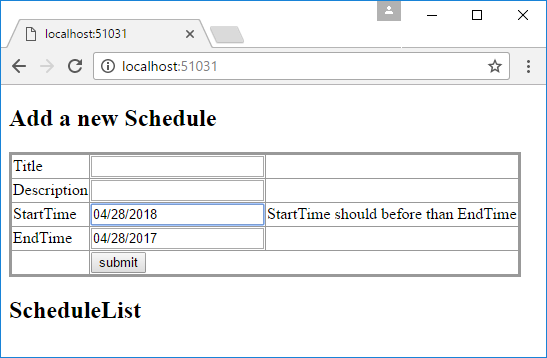 localhost:51031
localhost:51031
Add a new Schedule
Title
Description
StartTime 04/28/2018 StartTime should before than EndTime
EndTime 04/28/2017
submit
ScheduleList